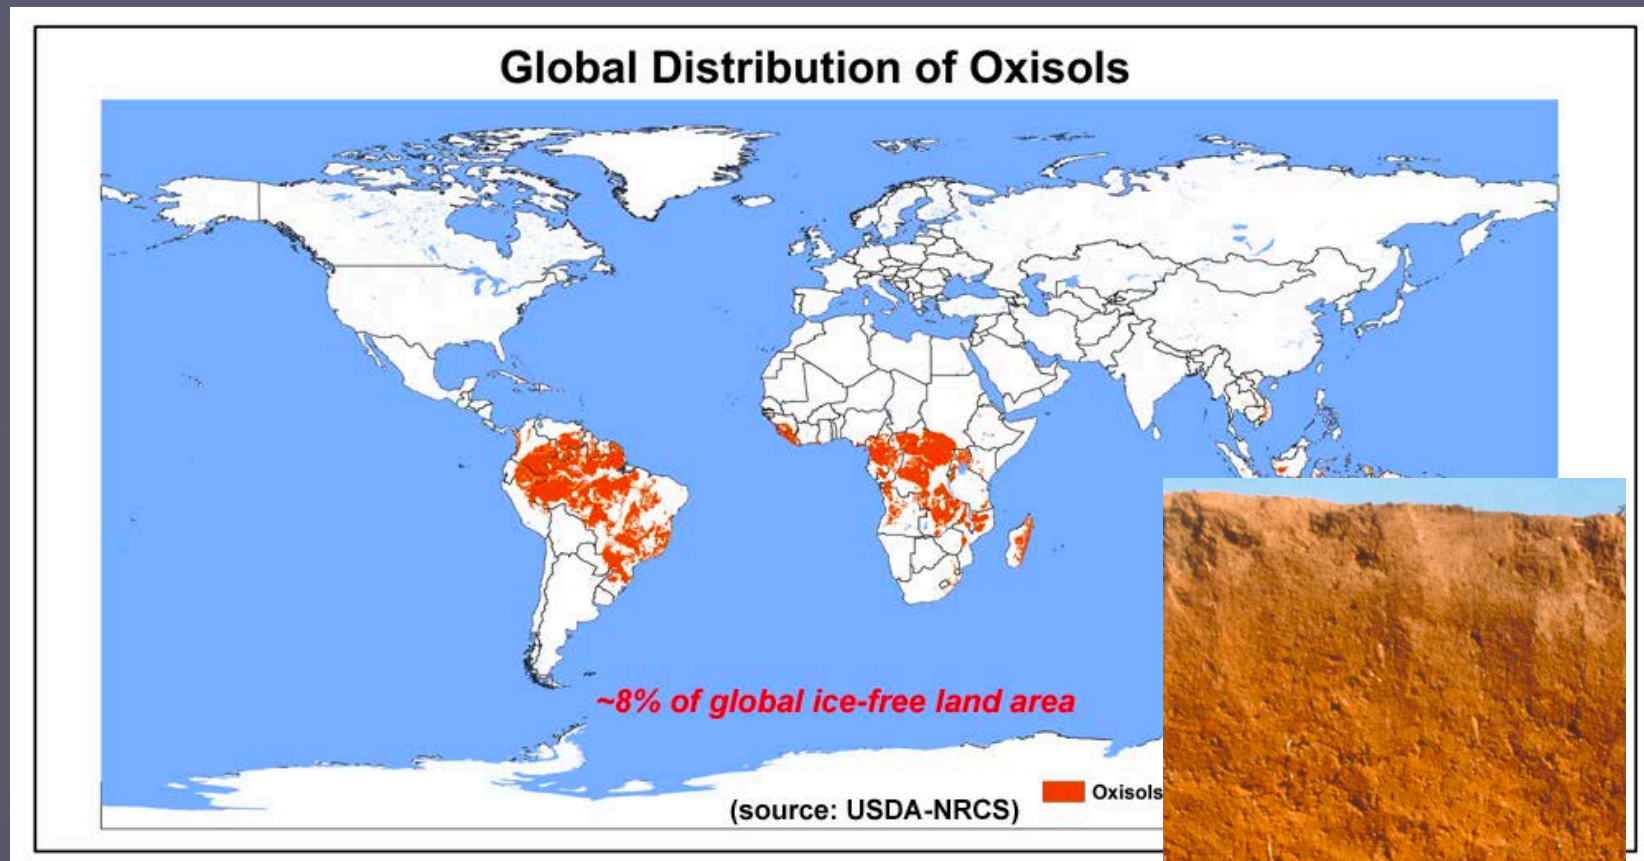 Global Distribution of Oxisols
~8% of global ice-free land area
Oxisols
(source: USDA-NRCS)